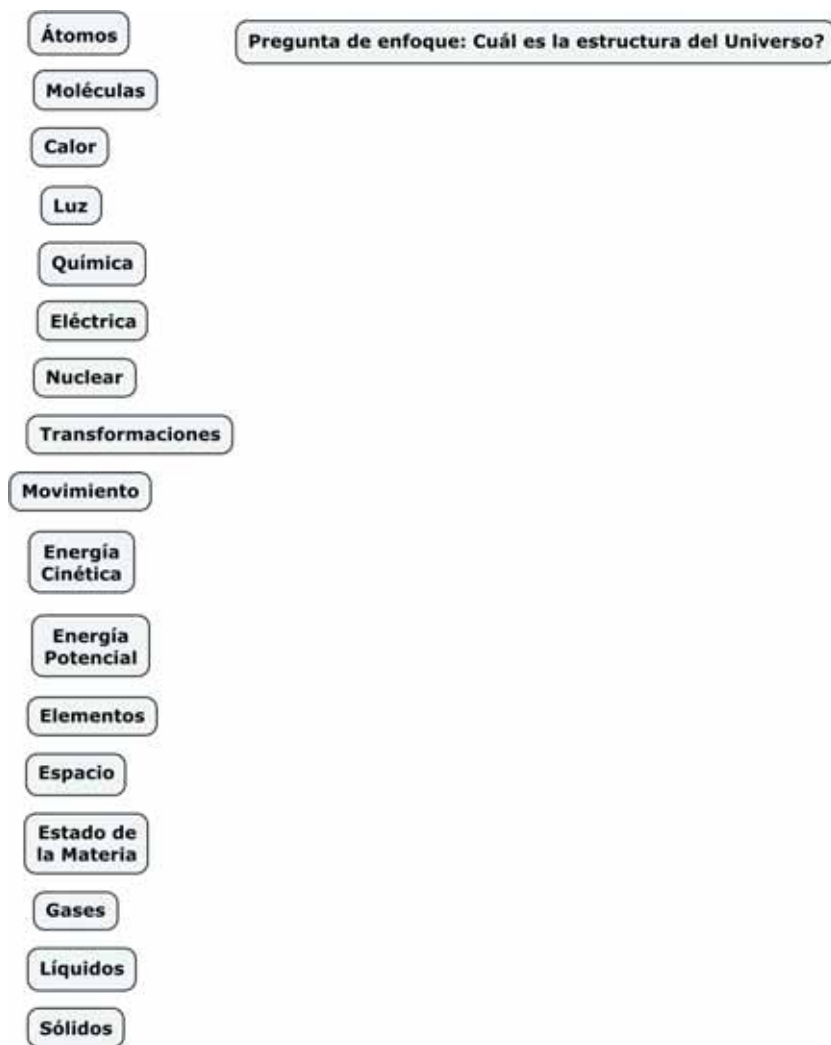 Átomos
Pregunta de enfoque: Cuál es la estructura del Universo?
Moléculas
Calor
Luz
Química
Eléctrica
Nuclear
Transformaciones
Movimiento
Energía
Cinética
Energía
Potencial
Elementos
Espacio
Estado de
la Materia
Gases
Líquidos
Sólidos